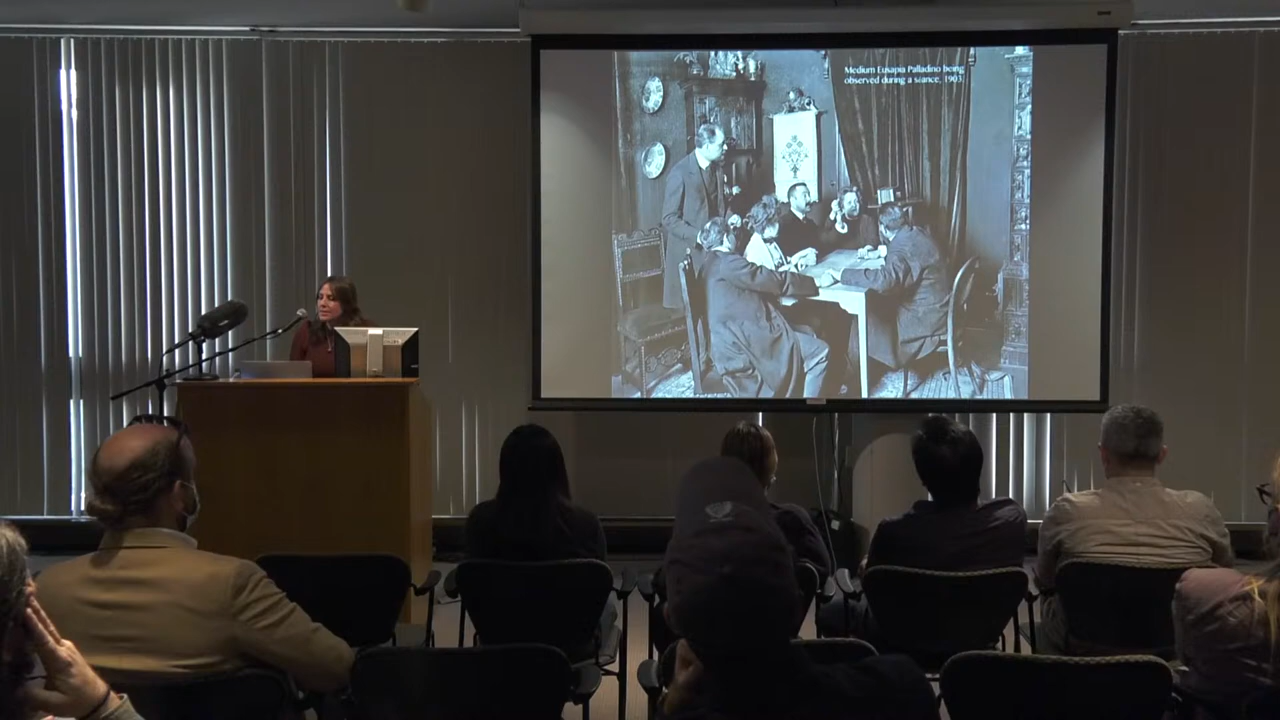 Medium Eusapia Palladino being
observed during a séance, 1903.